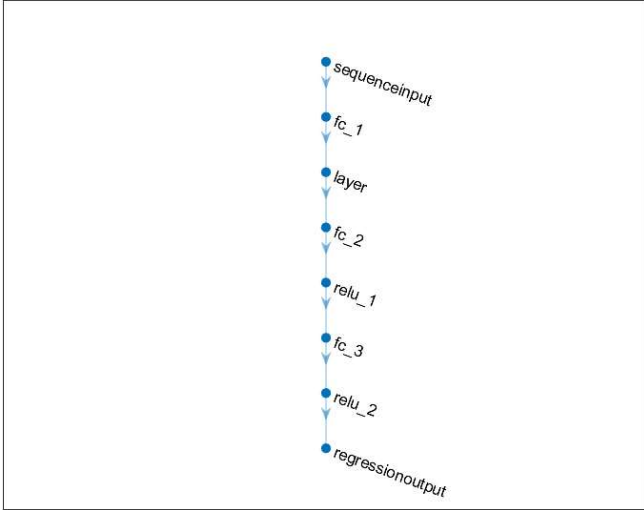 sequenceinput
fc_1
layer
fc_2
relu_1
fc_3
relu_2
regressionoutput